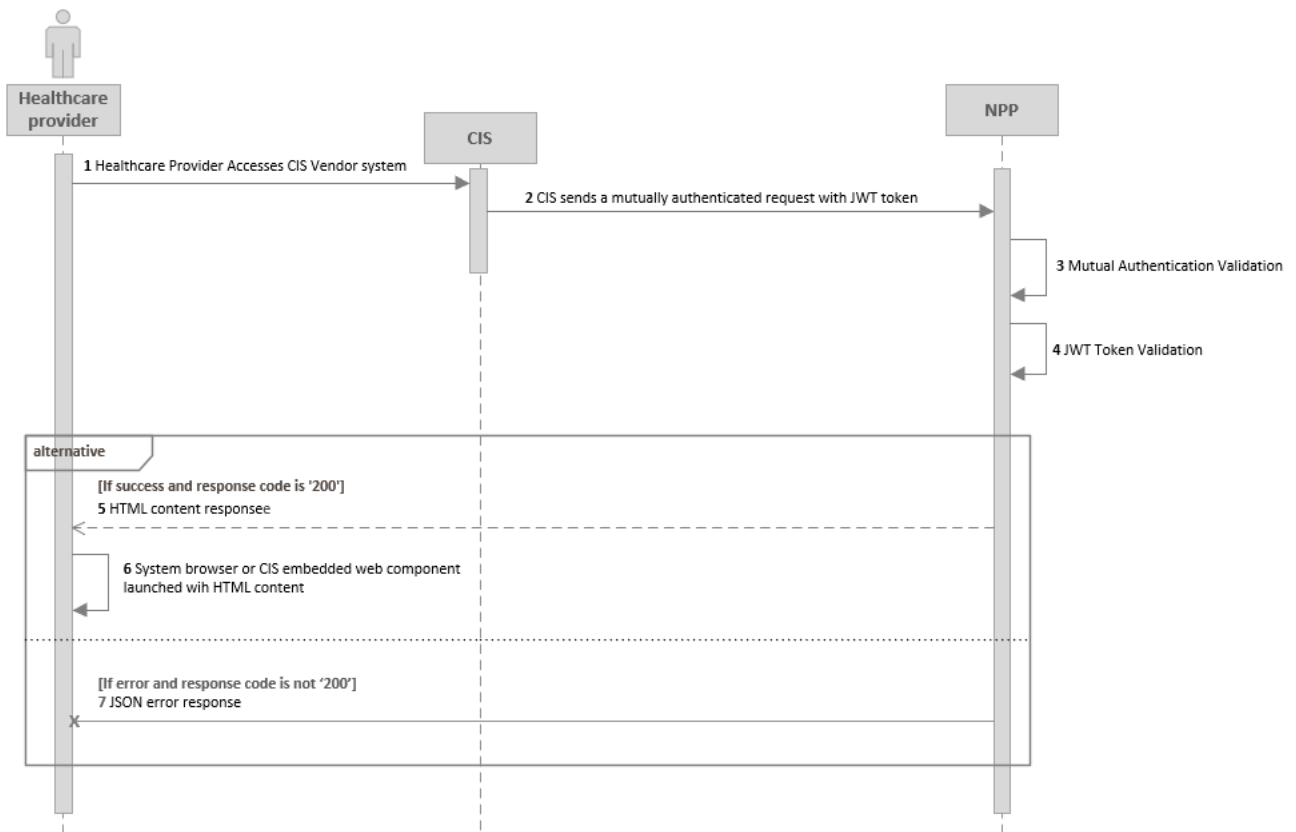 Healthcare
provider
CIS
NPP
1 Healthcare Provider Accesses CIS Vendor system
2 CIS sends a mutually authenticated request with JWT token
3 Mutual Authentication Validation
4 JWT Token Validation
alternative
[If success and response code is '200']
5 HTML content responsee
6 System browser or CIS embedded web component
launched wih HTML content
[If error and response code is not ‘200’]
7 JSON error response
X